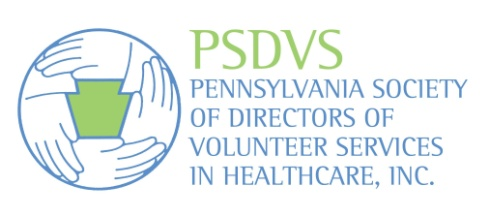 PSDVS
PENNSYLVANIA SOCIETY
OF DIRECTORS OF
VOLUNTEER SERVICES
IN HEALTHCARE, INC.